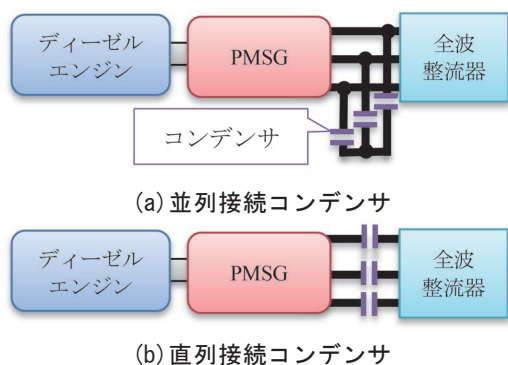 ディーゼル
エンジン
PMSG
全波
整流器
コンデンサ
(a)並列接続コンデンサ
ディーゼル
エンジン
PMSG
全波
整流器
(b)直列接続コンデンサ